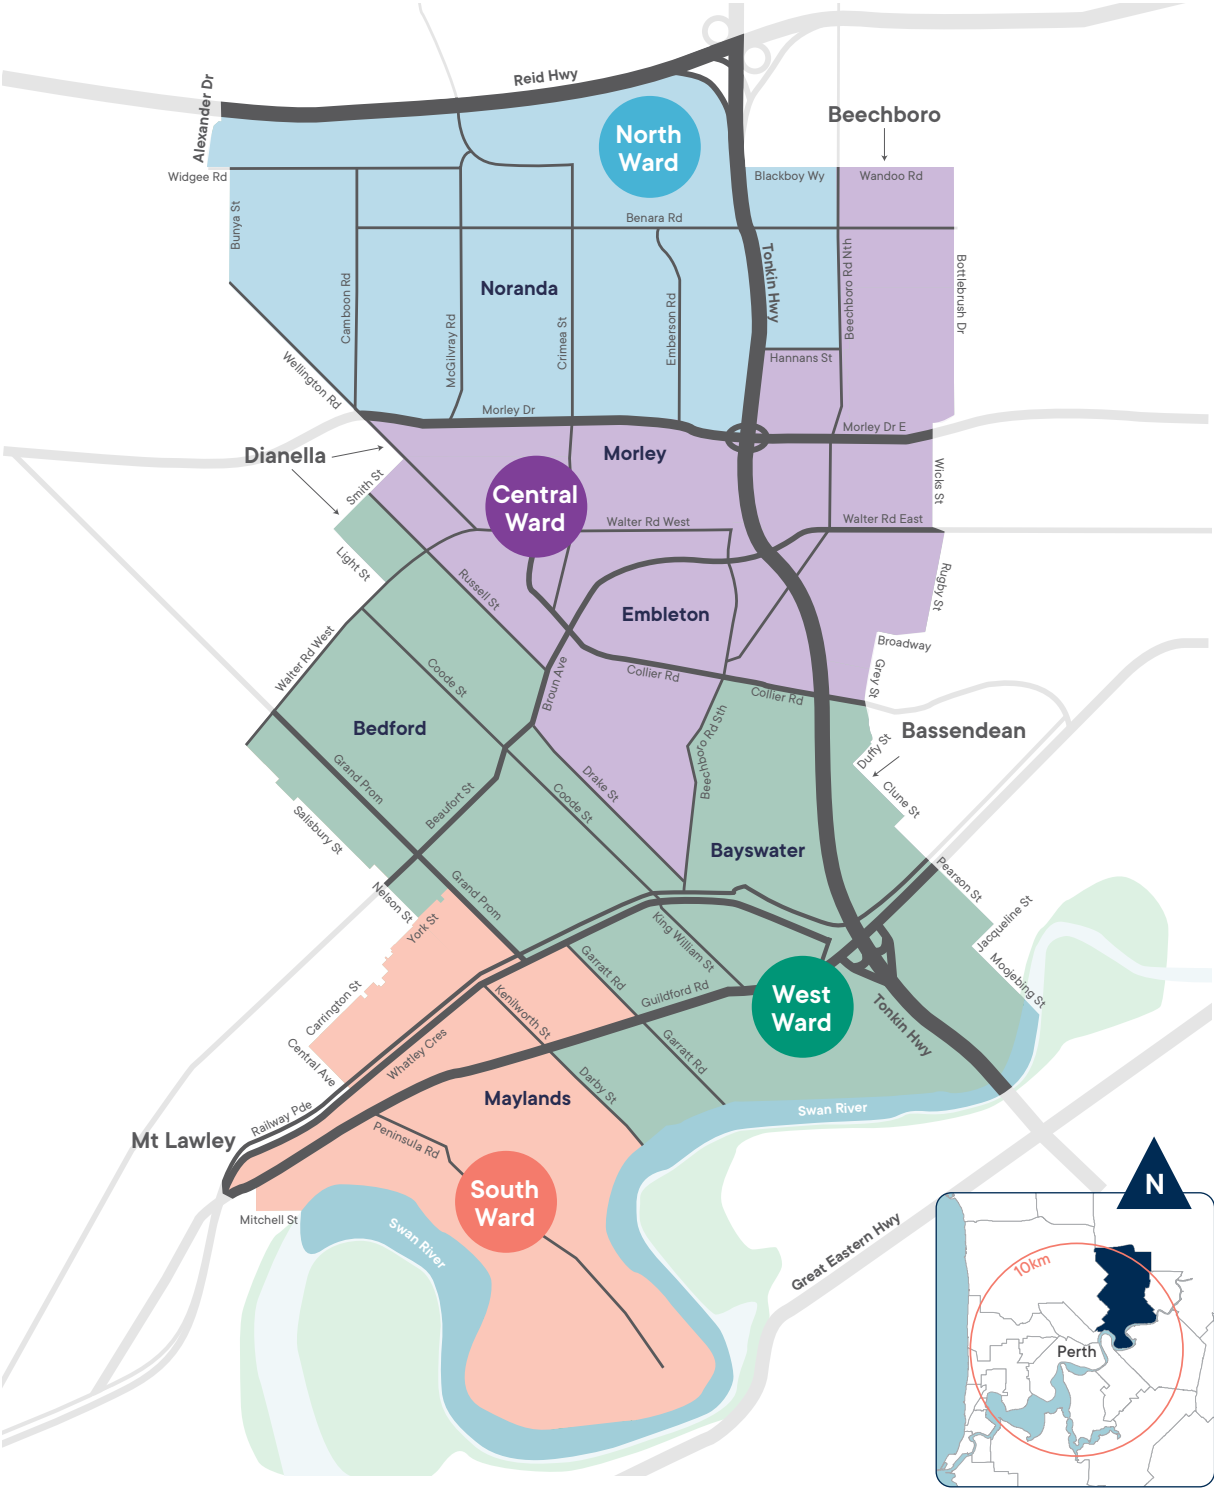 Reid Hwy
Alexander Dr
North
Ward
Beechboro
Widgee Rd
Blackboy Wy
Wandoo Rd
Bunya St
Benara Rd
Tonkin Hwy
Beechboro Rd Nth
Bottlebrush Dr
Noranda
Camboon Rd
McGilvray Rd
Crimea St
Emberson Rd
Hannans St
Wellington Rd
Morley Dr
Morley Dr E
Dianella
Morley
Smith St
Central
Ward
Wicks St
Walter Rd West
Walter Rd East
Light St
Russell St
Rugby St
Embleton
Walter Rd West
Broadway
Coode St
Broun Ave
Collier Rd
Collier Rd
Grey St
Bedford
Beechboro Rd Sth
Bassendean
Duffy St
Grand Prom
Drake St
Coode St
Clune St
Beaufort St
Salisbury St
Bayswater
Pearson St
Nelson St
Grand Prom
York St
King William St
Jacqueline St
Garratt Rd
Moojebing St
Carrington St
Kenilworth St
Guildford Rd
West
Ward
Tonkin Hwy
Central Ave
Whatley Cres
Garratt Rd
Darby St
Maylands
Swan River
Railway Pde
Mt Lawley
Peninsula Rd
South
Ward
Mitchell St
Swan River
Great Eastern Hwy
N
10km
Perth